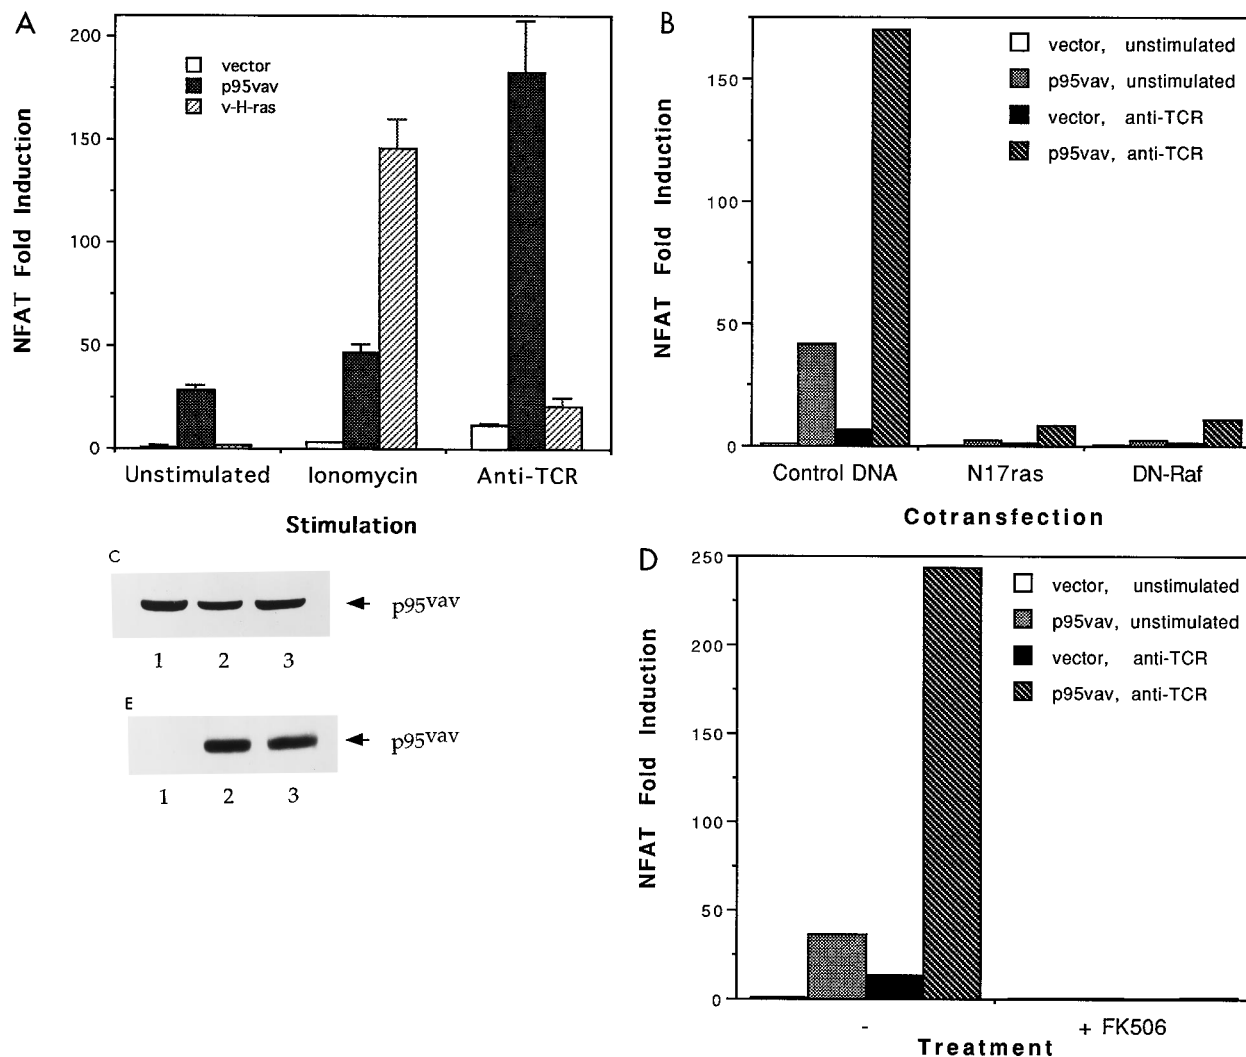 A
NFAT Fold Induction
200
150
100
50
0
vector
p95vav
v-H-ras
Unstimulated Ionomycin Anti-TCR
Stimulation
B
NFAT Fold Induction
150
100
50
0
vector, unstimulated
p95vav, unstimulated
vector, anti-TCR
p95vav, anti-TCR
Control DNA N17ras DN-Raf
Cotransfection
C
p95vav
1 2 3
E
p95vav
1 2 3
D
NFAT Fold Induction
250
200
150
100
50
0
vector, unstimulated
p95vav, unstimulated
vector, anti-TCR
p95vav, anti-TCR
- + FK506
Treatment